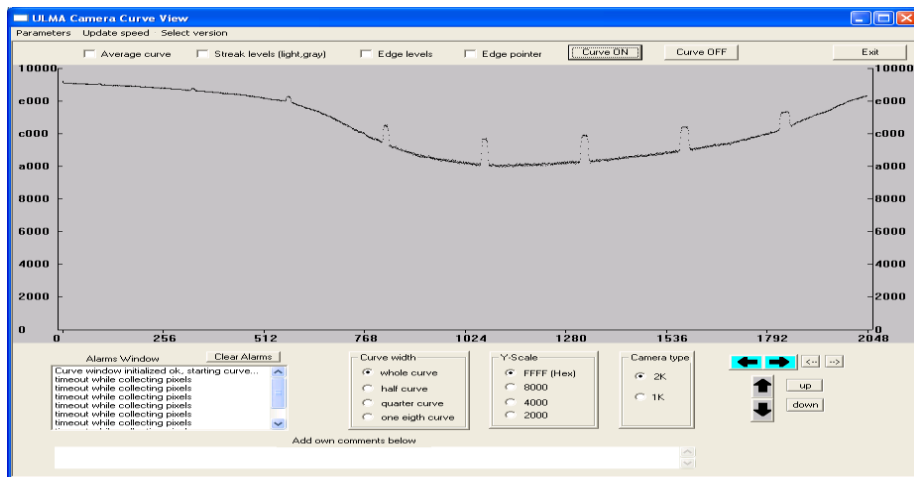 ULMA Camera Curve View
Parameters Update speed Select version
Average curve Streak levels (light,gray) Edge levels Edge pointer Curve ON Curve OFF Exit
10000 10000
e000 e000
c000 c000
a000 a000
8000 8000
6000 6000
4000 4000
2000 2000
0 0
0 256 512 768 1024 1280 1536 1792 2048
Alarms Window Clear Alarms
Curve window initialized ok, starting curve...
timeout while collecting pixels
timeout while collecting pixels
timeout while collecting pixels
timeout while collecting pixels
timeout while collecting pixels
timeout while collecting pixels
Curve width
whole curve
half curve
quarter curve
one eigth curve
Y-Scale
FFFF (Hex)
8000
4000
2000
Camera type
2K
1K
<-- -->
up
down
Add own comments below